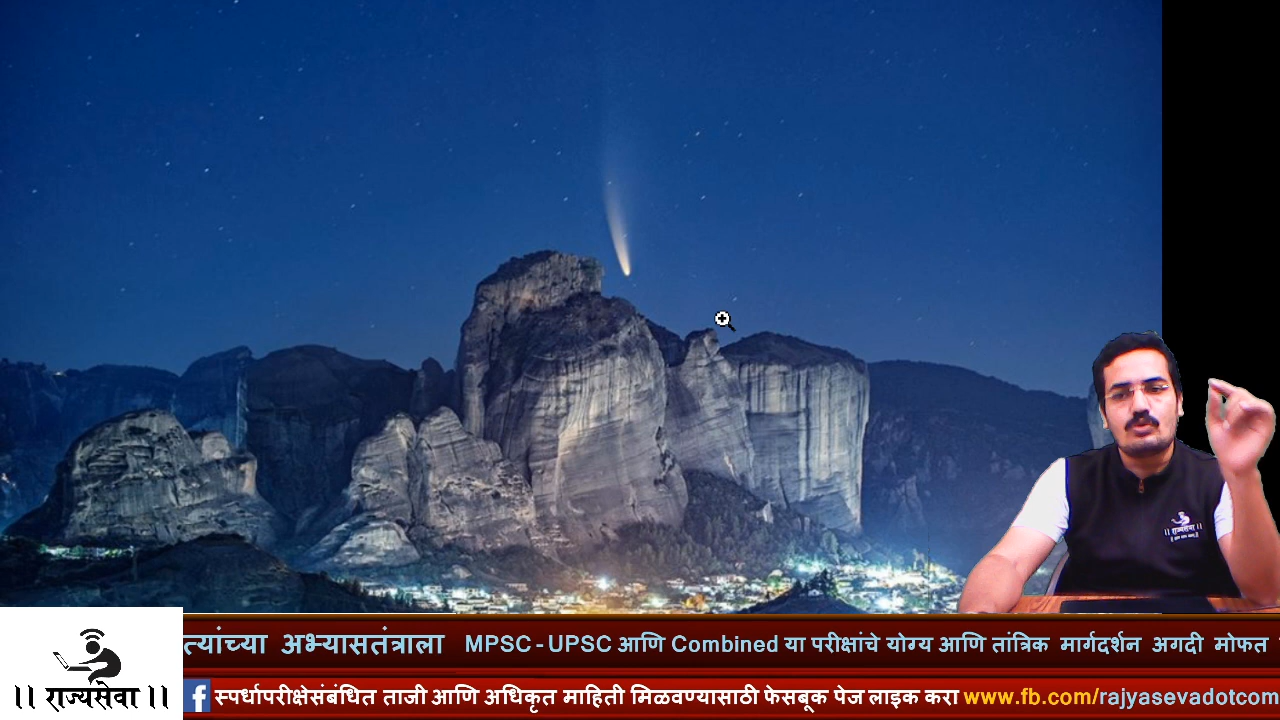 त्यांच्या अभ्यासतंत्राला MPSC - UPSC आणि Combined या परीक्षांचे योग्य आणि तांत्रिक मार्गदर्शन अगदी मोफत
|| राज्यसेवा ||
स्पर्धापरीक्षेसंबंधित ताजी आणि अधिकृत माहिती मिळवण्यासाठी फेसबूक पेज लाइक करा www.fb.com/rajyasevadotcom
|| राज्यसेवा ||